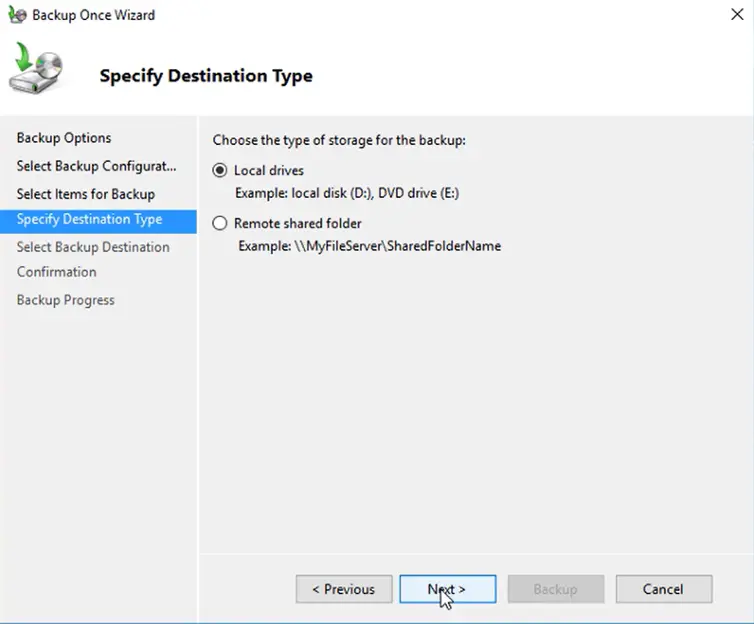 Backup Once Wizard
Specify Destination Type
Backup Options
Select Backup Configurat...
Select Items for Backup
Specify Destination Type
Select Backup Destination
Confirmation
Backup Progress
Choose the type of storage for the backup:
Local drives
Example: local disk (D:), DVD drive (E:)
Remote shared folder
Example: \\MyFileServer\SharedFolderName
< Previous
Next >
Backup
Cancel